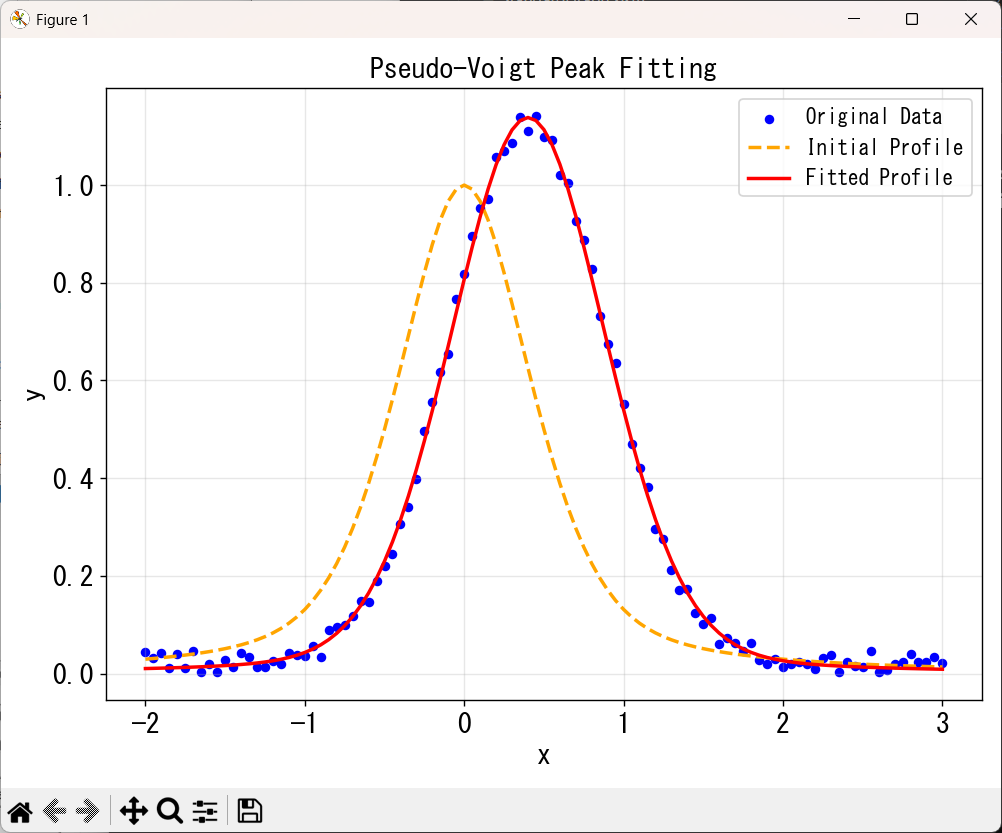 Figure 1
Pseudo-Voigt Peak Fitting
Original Data
Initial Profile
Fitted Profile
1.0
0.8
0.6
0.4
0.2
0.0
y
−2 −1 0 1 2 3
x